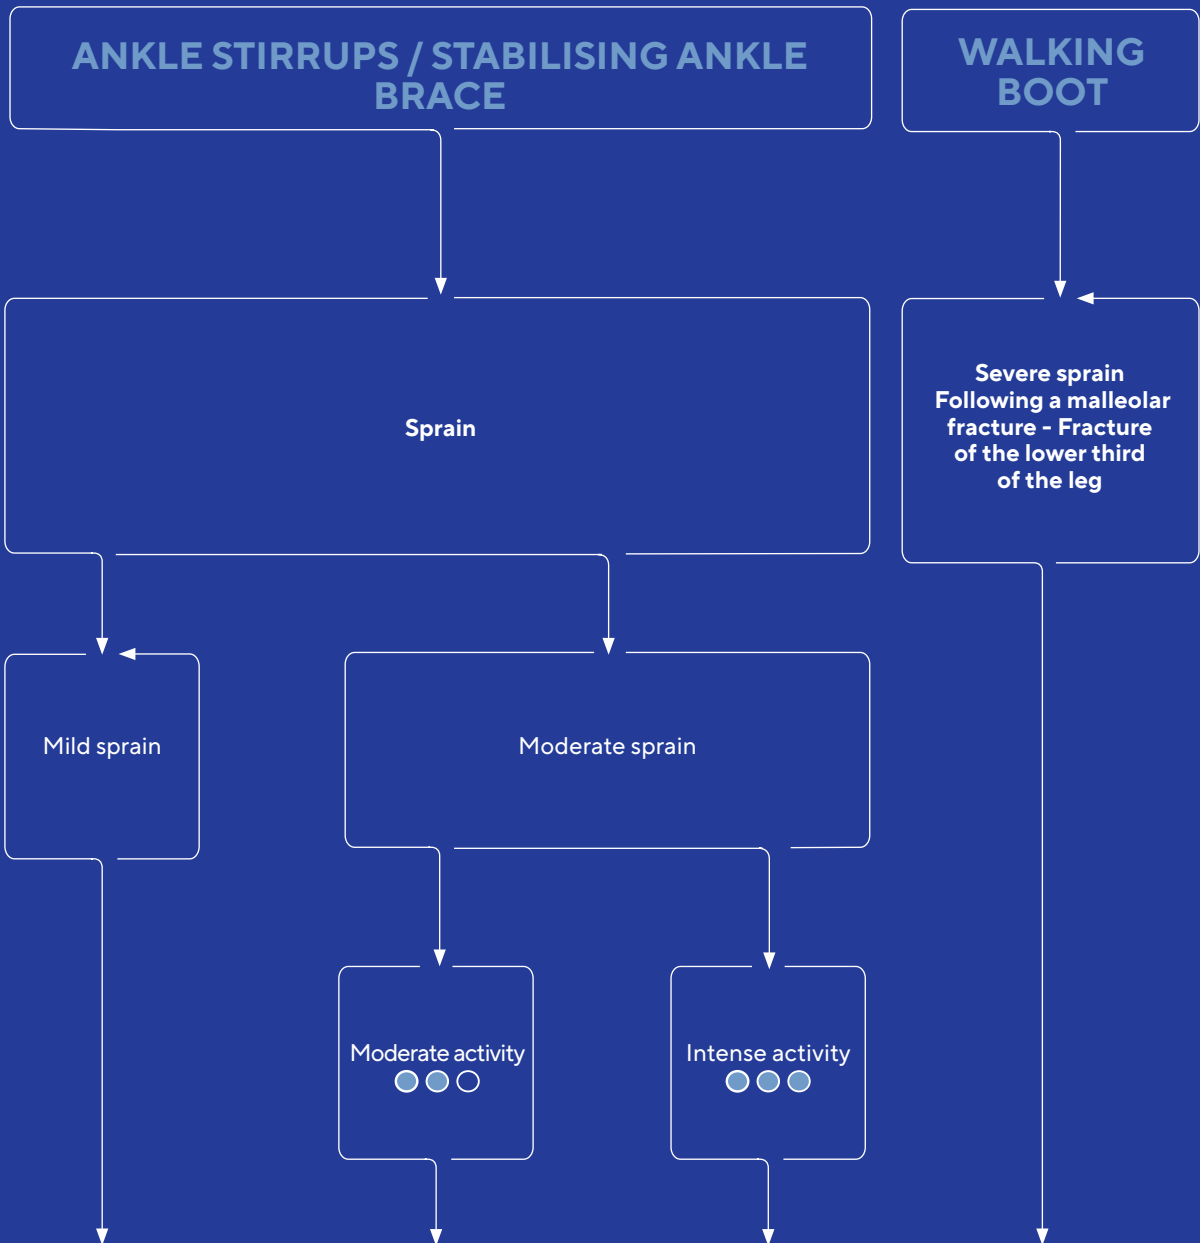 ANKLE STIRRUPS / STABILISING ANKLE
BRACE
WALKING
BOOT
Sprain
Severe sprain
Following a malleolar
fracture - Fracture
of the lower third
of the leg
Mild sprain
Moderate sprain
Moderate activity
Intense activity